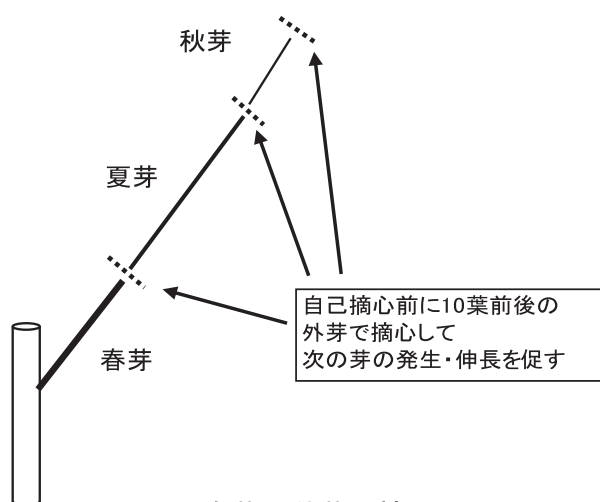 秋芽
夏芽
春芽
自己摘心前に10葉前後の
外芽で摘心して
次の芽の発生・伸長を促す